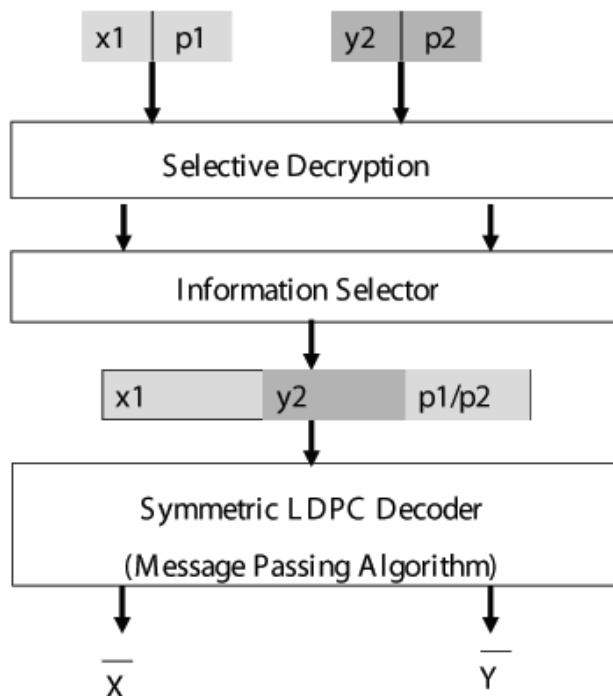 x1 p1 y2 p2
Selective Decryption
Information Selector
x1 y2 p1/p2
Symmetric LDPC Decoder
(Message Passing Algorithm)
X̅ Y̅